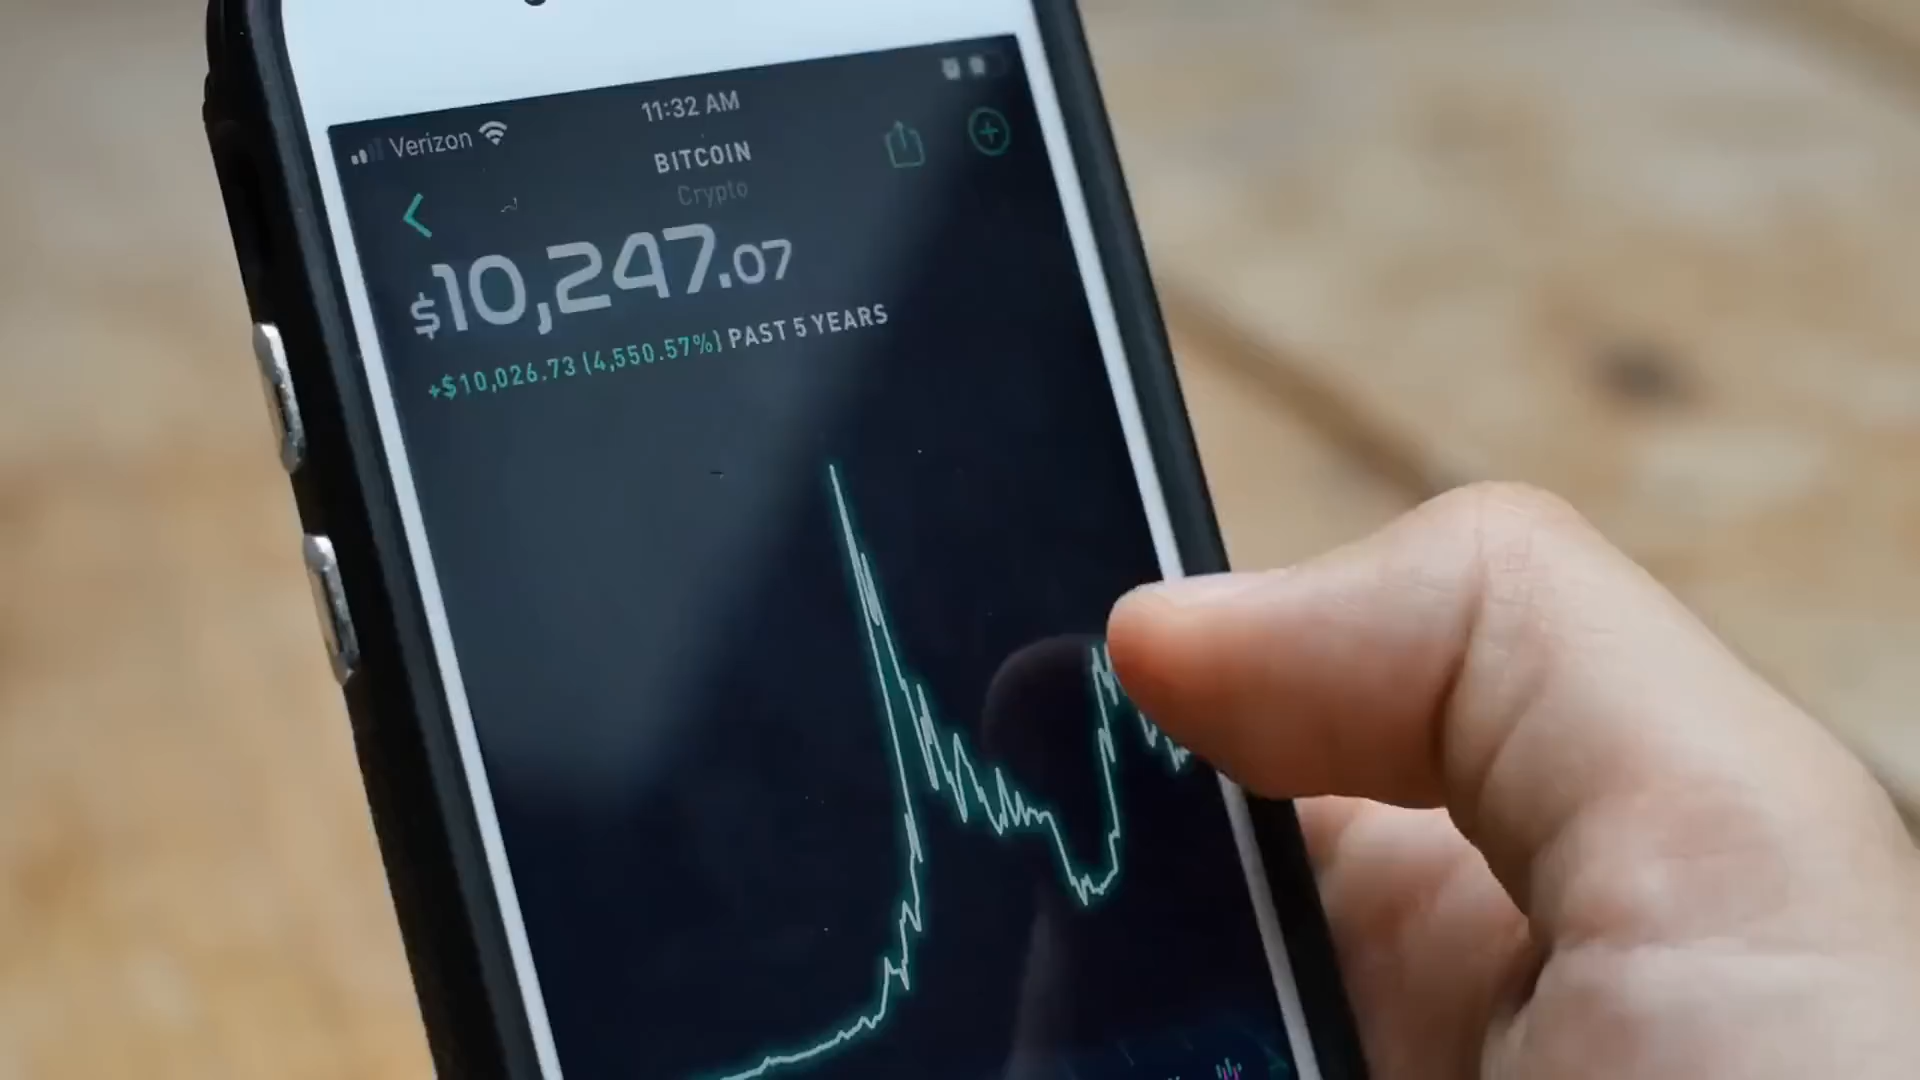 11:32 AM
Verizon
BITCOIN
Crypto
$10,247.07
+$10,026.73 (4,550.57%) PAST 5 YEARS